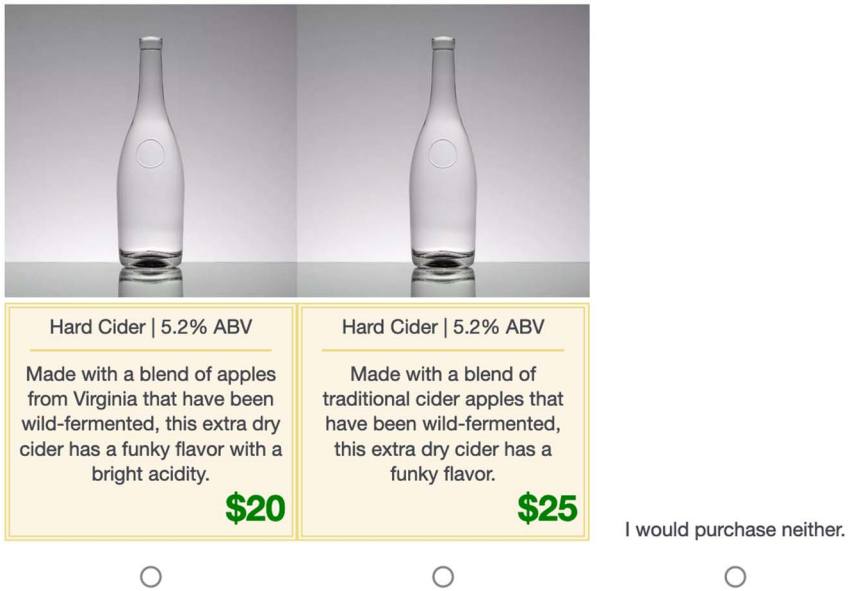 Hard Cider | 5.2% ABV
Made with a blend of apples
from Virginia that have been
wild-fermented, this extra dry
cider has a funky flavor with a
bright acidity.
$20
Hard Cider | 5.2% ABV
Made with a blend of
traditional cider apples that
have been wild-fermented,
this extra dry cider has a
funky flavor.
$25
I would purchase neither.